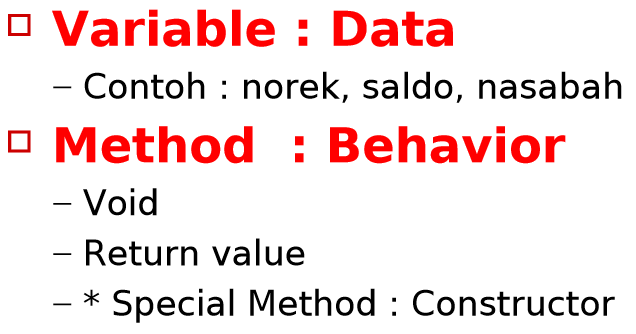 Variable : Data
– Contoh : norek, saldo, nasabah
Method : Behavior
– Void
– Return value
– * Special Method : Constructor